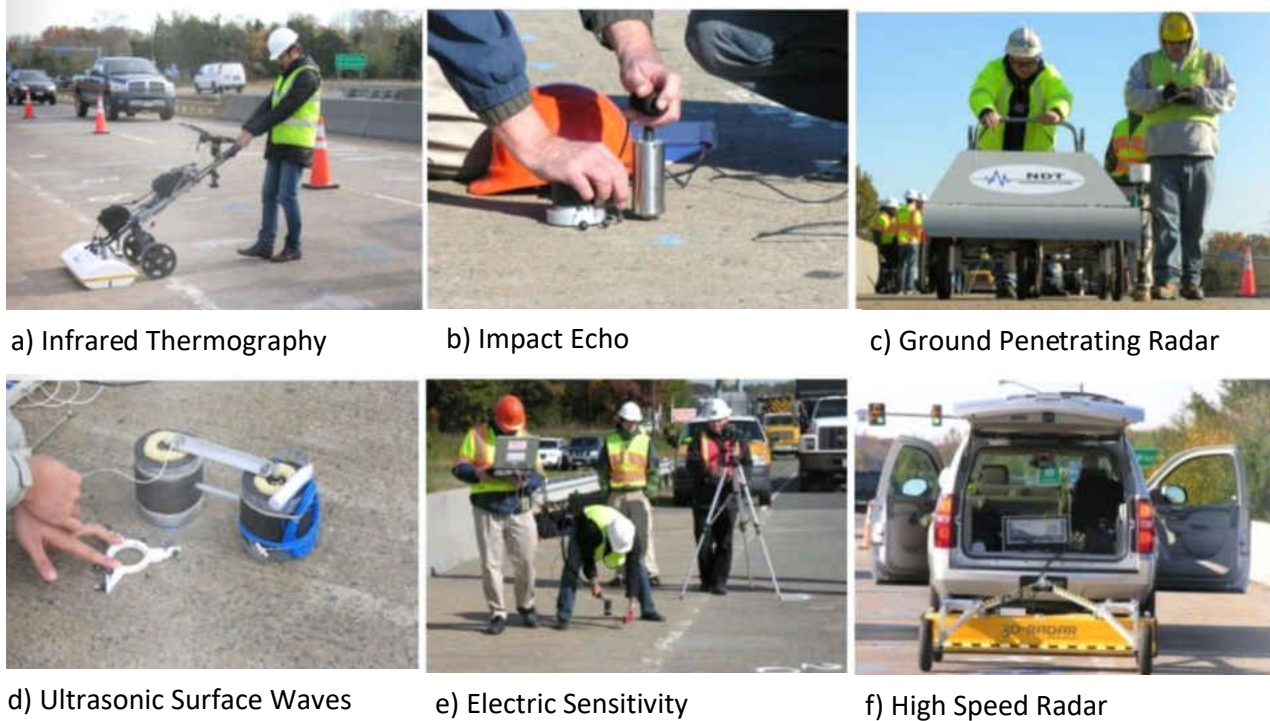 NDT
a) Infrared Thermography
b) Impact Echo
c) Ground Penetrating Radar
3D-RADAR
d) Ultrasonic Surface Waves
e) Electric Sensitivity
f) High Speed Radar